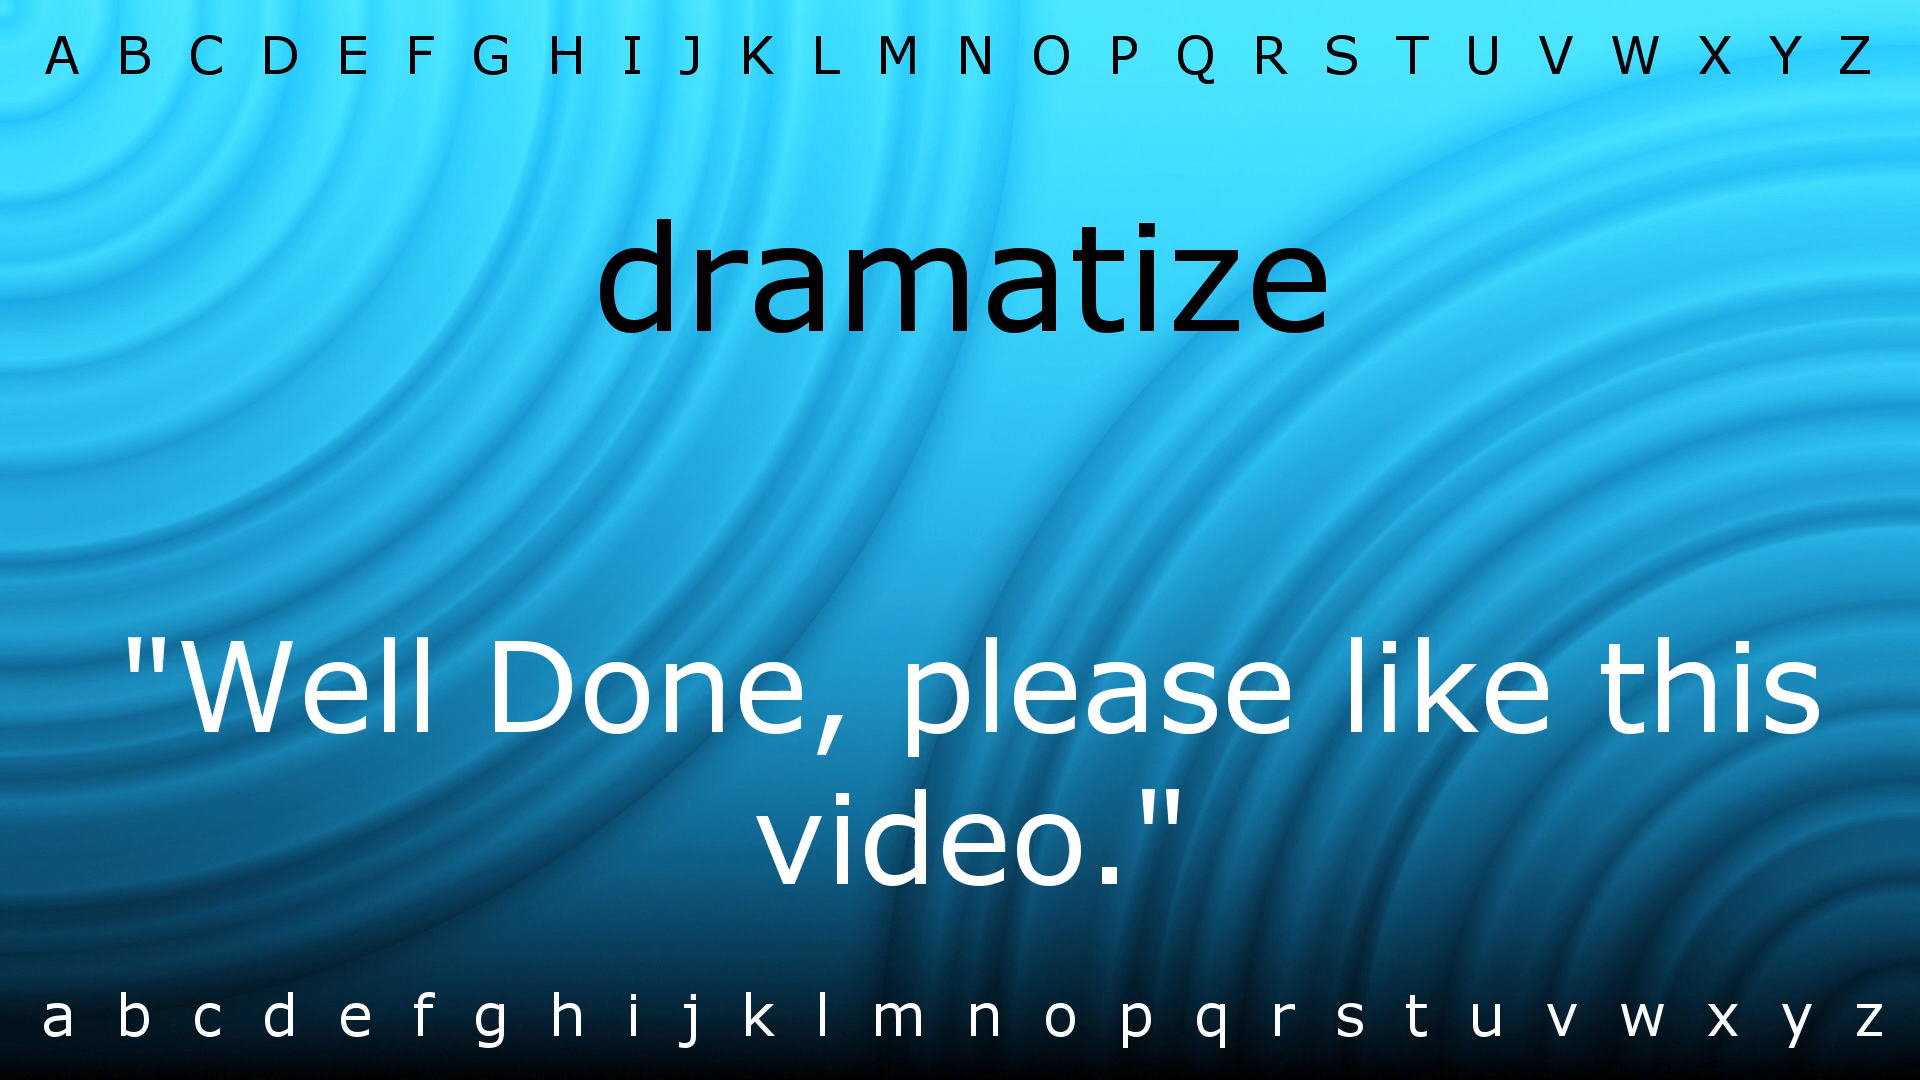 A B C D E F G H I J K L M N O P Q R S T U V W X Y Z
dramatize
"Well Done, please like this
video."
a b c d e f g h i j k l m n o p q r s t u v w x y z